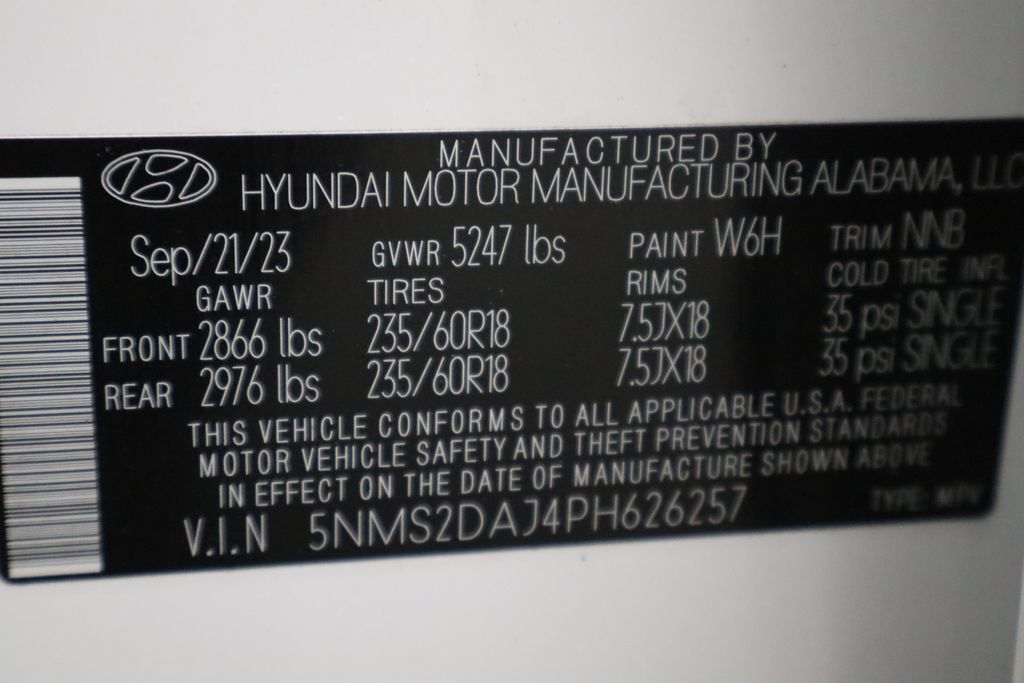 MANUFACTURED BY
HYUNDAI MOTOR MANUFACTURING ALABAMA, LLC
Sep/21/23 GVWR 5247 lbs PAINT W6H TRIM NNB
GAWR TIRES RIMS COLD TIRE INFL
FRONT 2866 lbs 235/60R18 7.5JX18 35 psi SINGLE
REAR 2976 lbs 235/60R18 7.5JX18 35 psi SINGLE
THIS VEHICLE CONFORMS TO ALL APPLICABLE U.S.A. FEDERAL
MOTOR VEHICLE SAFETY AND THEFT PREVENTION STANDARDS
IN EFFECT ON THE DATE OF MANUFACTURE SHOWN ABOVE
V.I.N 5NMS2DAJ4PH626257 TYPE: MPV